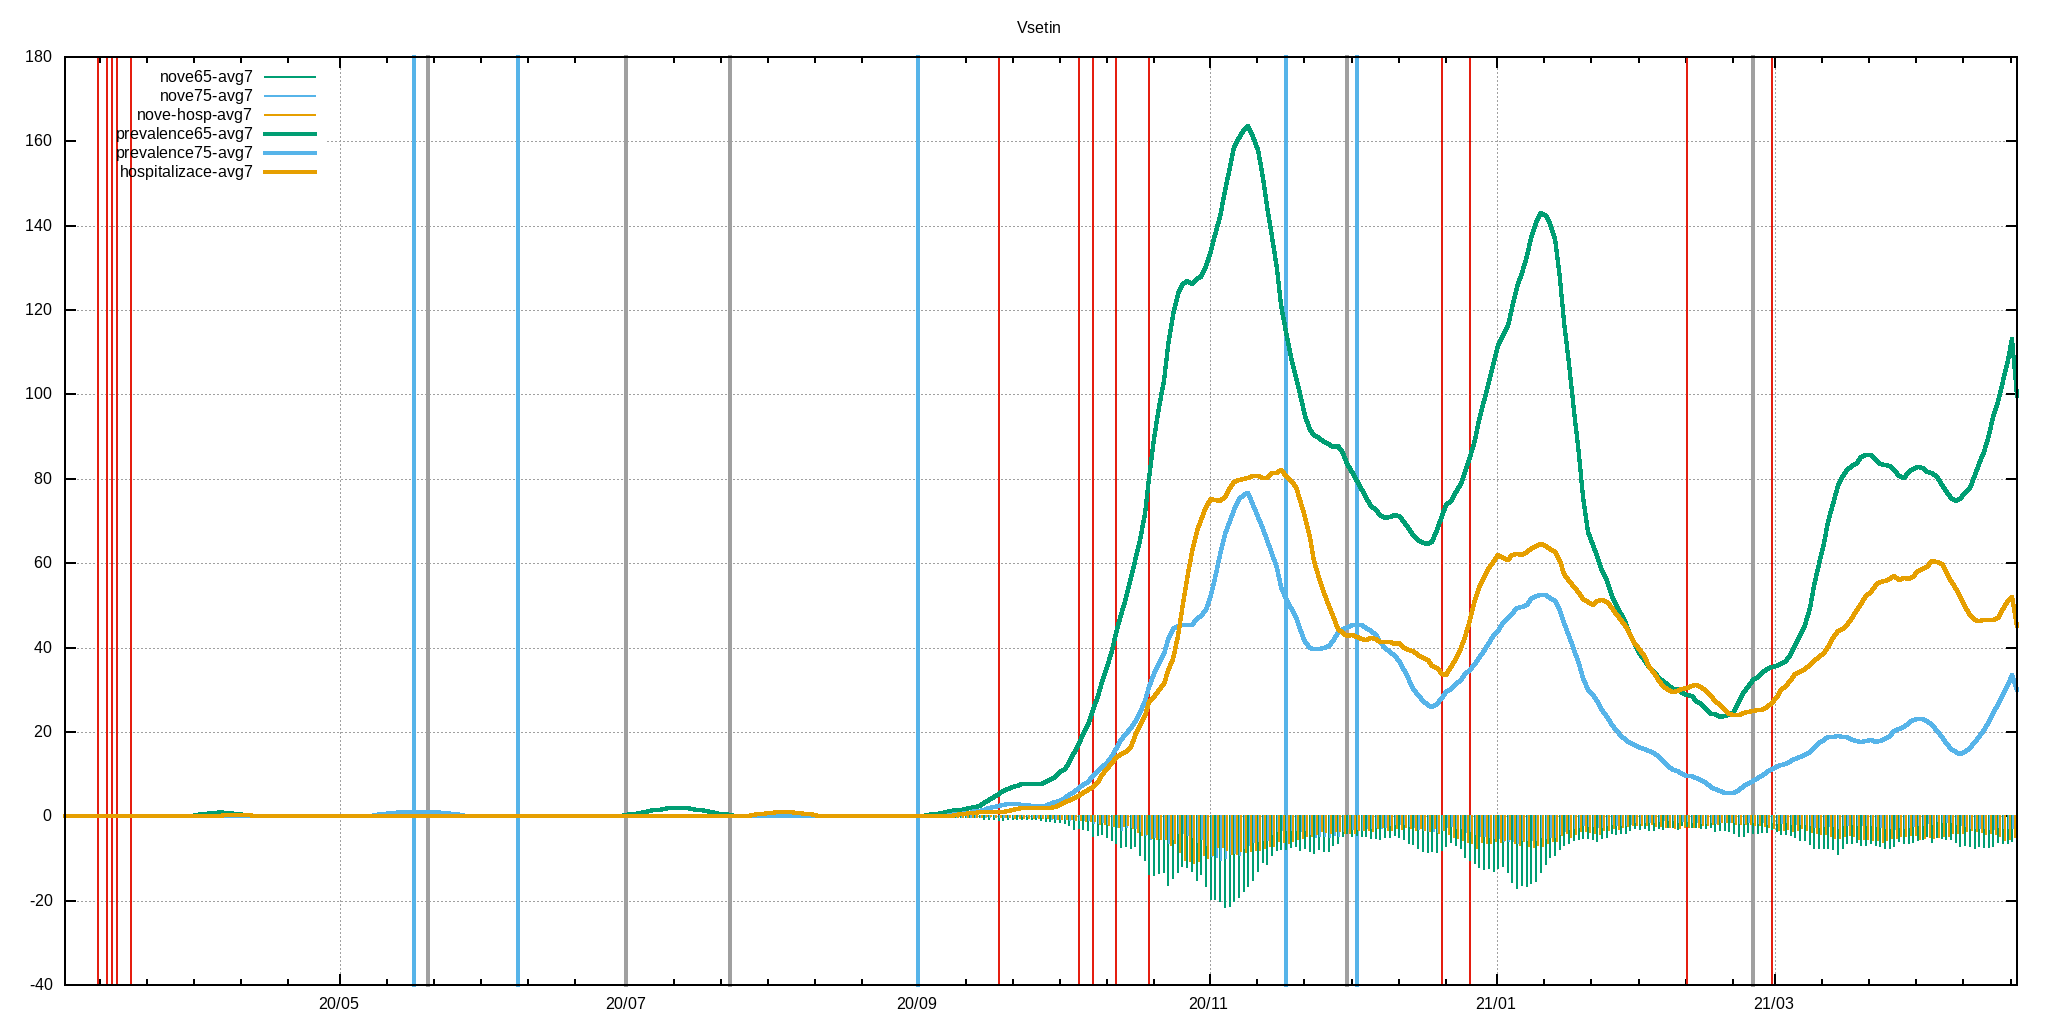 Vsetin
180
160
140
120
100
80
60
40
20
0
-20
-40
nove65-avg7
nove75-avg7
nove-hosp-avg7
prevalence65-avg7
prevalence75-avg7
hospitalizace-avg7
20/05 20/07 20/09 20/11 21/01 21/03